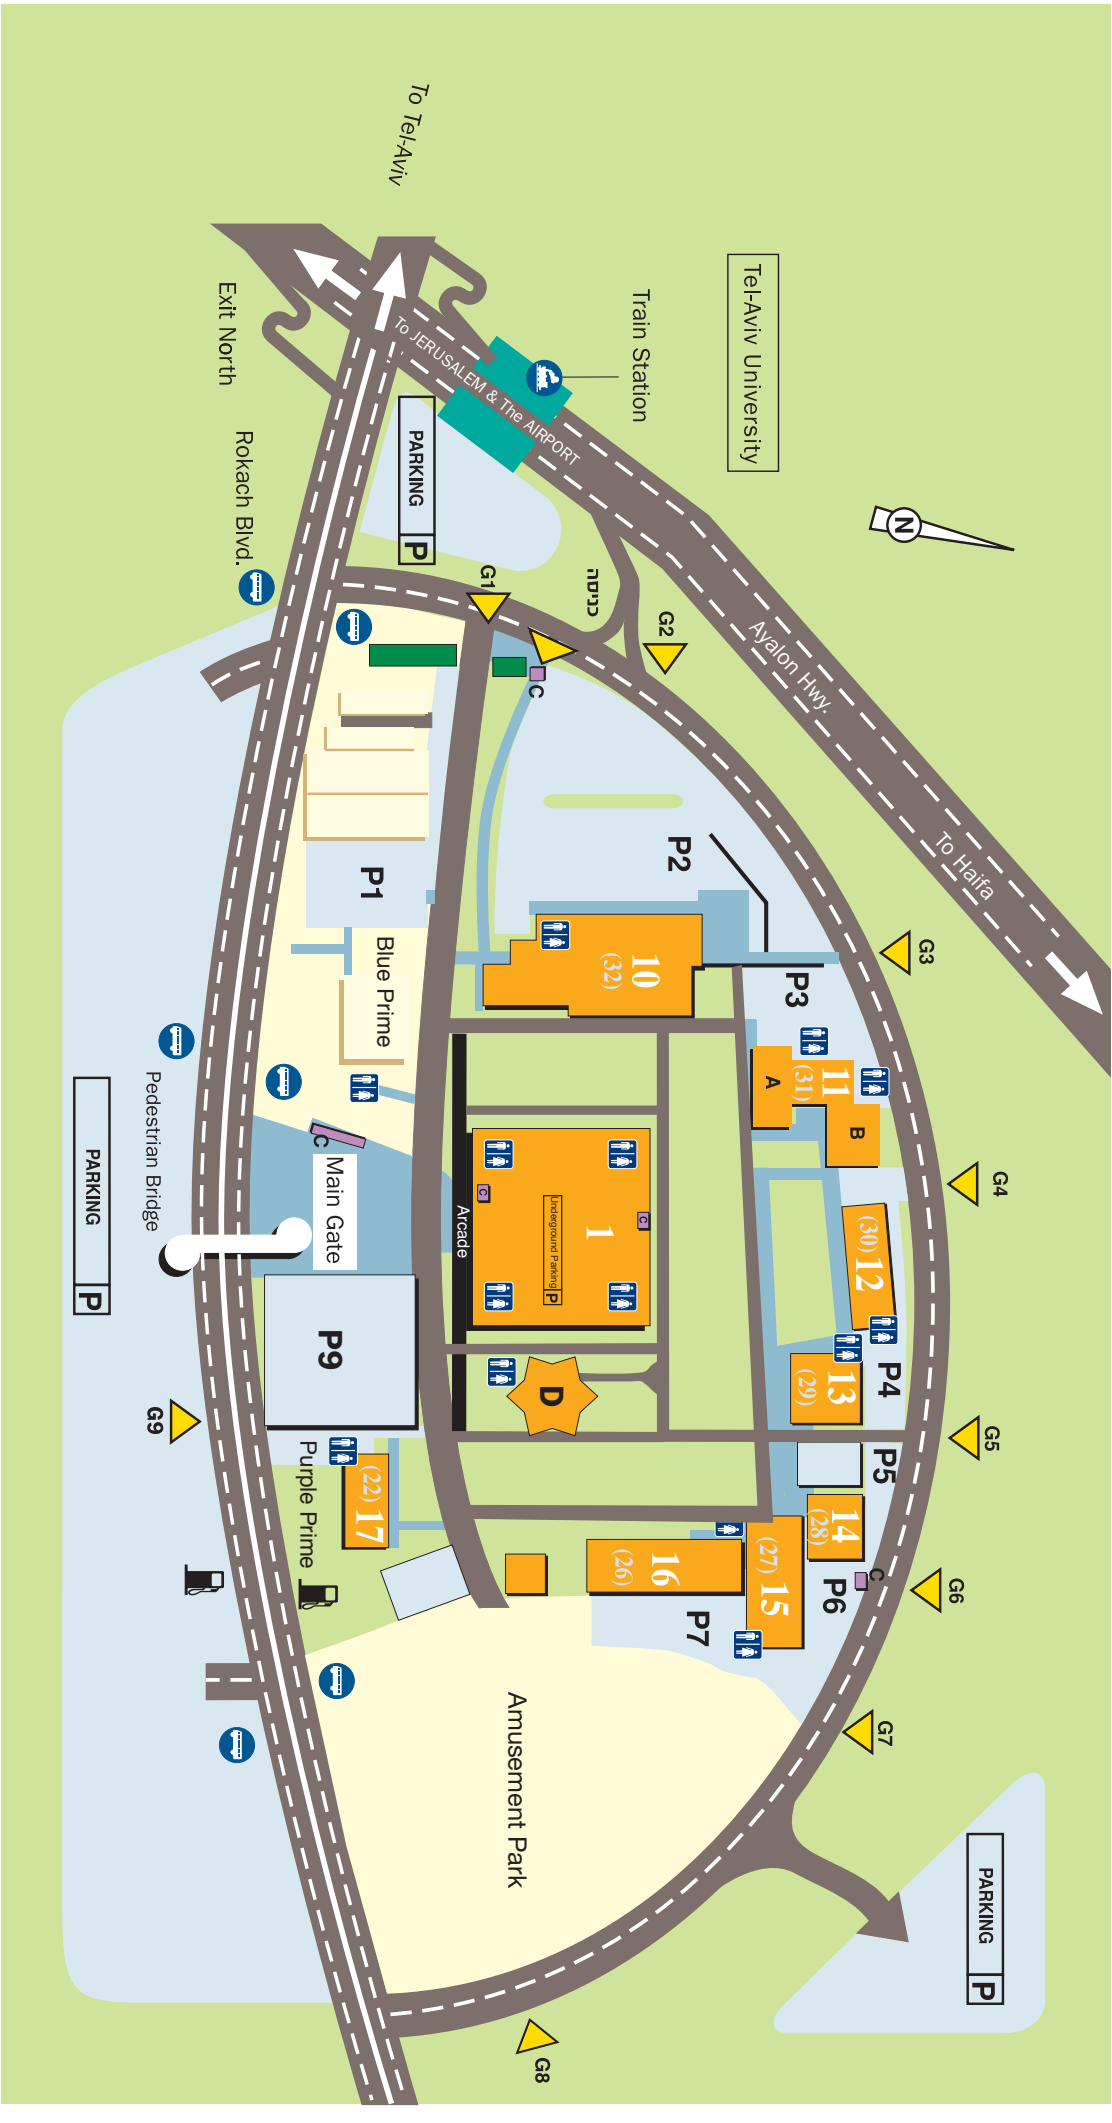 To Tel-Aviv
Exit North
To JERUSALEM & The AIRPORT
Train Station
Tel-Aviv University
N
Rokach Blvd.
PARKING P
G1
כניסה
G2
Ayalon Hwy.
To Haifa
C
P2
P1
Blue Prime
10
(32)
P3
G3
11
(31)
A
B
G4
Pedestrian Bridge
PARKING P
C
Main Gate
Arcade
1
Underground Parking P
C
C
12
(30)
13
(29)
P4
P9
D
G5
P5
G9
Purple Prime
17
(22)
14
(28)
16
(26)
15
(27)
C
P6
G6
P7
G7
Amusement Park
PARKING P
G8